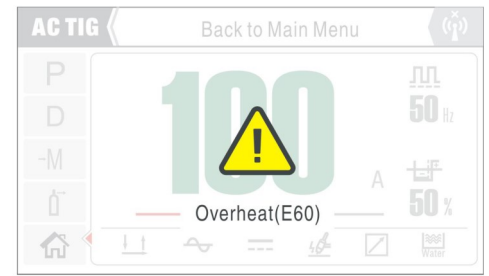 AC TIG
Back to Main Menu
P
100
50 Hz
D
-M
A
50 %
Overheat(E60)
Water